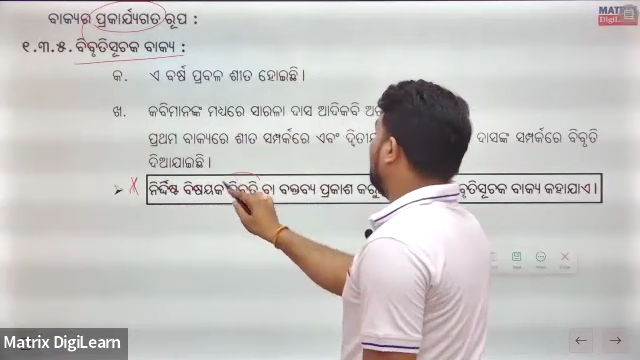 ବାକ୍ୟର ପ୍ରକାର୍ଯ୍ୟଗତ ରୂପ :
୧.୩.୫. ବିବୃତିସୂଚକ ବାକ୍ୟ :
କ. ଏ ବର୍ଷ ପ୍ରବଳ ଶୀତ ହୋଇଛି ।
ଖ. କବିମାନଙ୍କ ମଧ୍ୟରେ ସାରଳା ଦାସ ଆଦିକବି
ପ୍ରଥମ ବାକ୍ୟରେ ଶୀତ ସମ୍ପର୍କରେ ଏବଂ ଦ୍ୱିତୀୟ ଦାସଙ୍କ ସମ୍ପର୍କରେ ବିବୃତି
ଦିଆଯାଇଛି ।
ନିର୍ଦ୍ଦିଷ୍ଟ ବିଷୟକ ବିବୃତି ବା ବକ୍ତବ୍ୟ ପ୍ରକାଶ ବୃତିସୂଚକ ବାକ୍ୟ କହାଯାଏ ।
Matrix DigiLearn